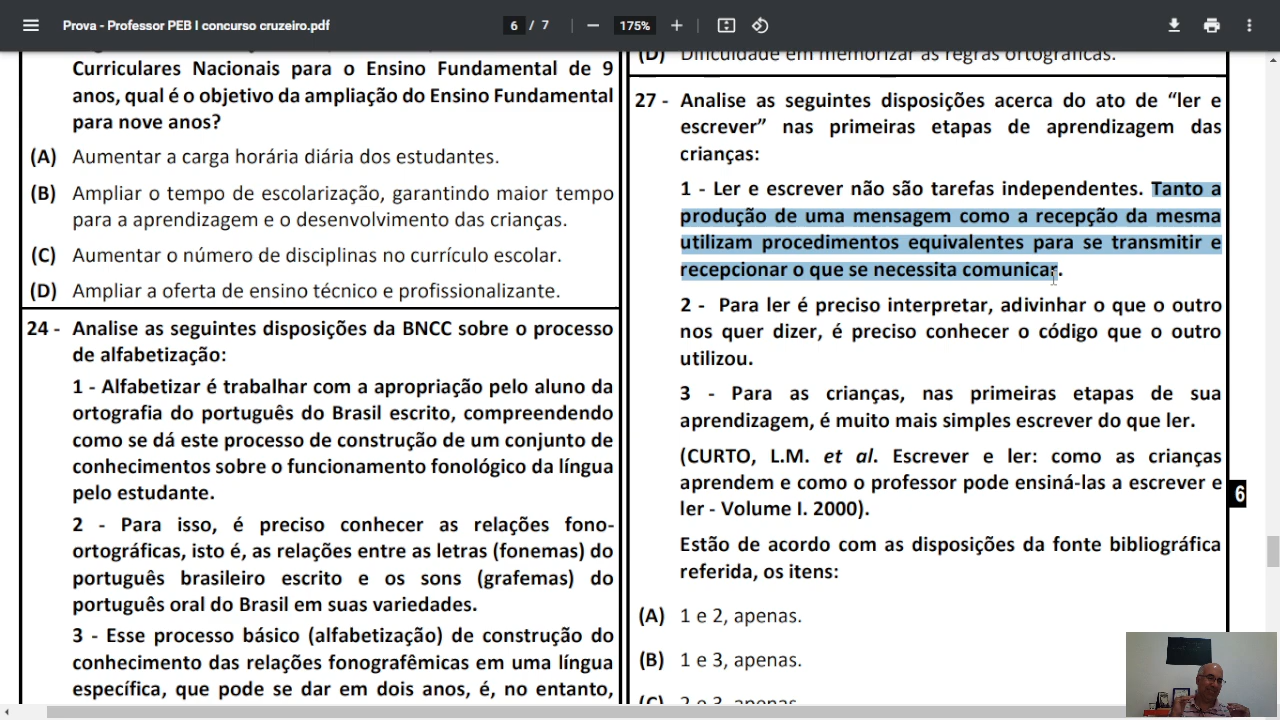 Prova - Professor PEB I concurso cruzeiro.pdf
6 / 7
175%
Curriculares Nacionais para o Ensino Fundamental de 9
anos, qual é o objetivo da ampliação do Ensino Fundamental
para nove anos?
(A) Aumentar a carga horária diária dos estudantes.
(B) Ampliar o tempo de escolarização, garantindo maior tempo
para a aprendizagem e o desenvolvimento das crianças.
(C) Aumentar o número de disciplinas no currículo escolar.
(D) Ampliar a oferta de ensino técnico e profissionalizante.
24 - Analise as seguintes disposições da BNCC sobre o processo
de alfabetização:
1 - Alfabetizar é trabalhar com a apropriação pelo aluno da
ortografia do português do Brasil escrito, compreendendo
como se dá este processo de construção de um conjunto de
conhecimentos sobre o funcionamento fonológico da língua
pelo estudante.
2 - Para isso, é preciso conhecer as relações fono-
ortográficas, isto é, as relações entre as letras (fonemas) do
português brasileiro escrito e os sons (grafemas) do
português oral do Brasil em suas variedades.
3 - Esse processo básico (alfabetização) de construção do
conhecimento das relações fonografêmicas em uma língua
específica, que pode se dar em dois anos, é, no entanto,
(D) Dificuldade em memorizar as regras ortográficas.
27 - Analise as seguintes disposições acerca do ato de “ler e
escrever” nas primeiras etapas de aprendizagem das
crianças:
1 - Ler e escrever não são tarefas independentes. Tanto a
produção de uma mensagem como a recepção da mesma
utilizam procedimentos equivalentes para se transmitir e
recepcionar o que se necessita comunicar.
2 - Para ler é preciso interpretar, adivinhar o que o outro
nos quer dizer, é preciso conhecer o código que o outro
utilizou.
3 - Para as crianças, nas primeiras etapas de sua
aprendizagem, é muito mais simples escrever do que ler.
(CURTO, L.M. et al. Escrever e ler: como as crianças
aprendem e como o professor pode ensiná-las a escrever e
ler - Volume I. 2000).
Estão de acordo com as disposições da fonte bibliográfica
referida, os itens:
(A) 1 e 2, apenas.
(B) 1 e 3, apenas.
(C) 2 e 3, apenas.
6